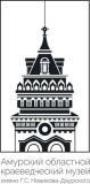 Амурский областной
краеведческий музей
имени Г.С. Новикова-Даурского